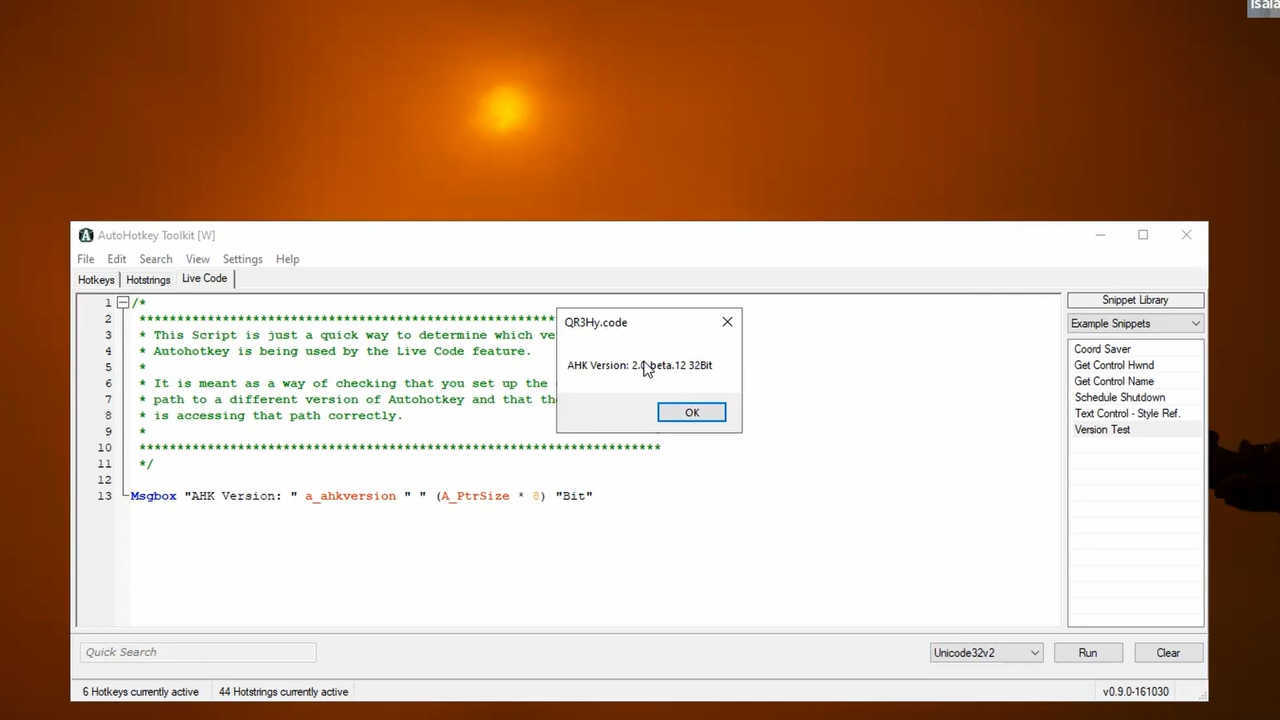 Isaia
AutoHotkey Toolkit [W]
File Edit Search View Settings Help
Hotkeys Hotstrings Live Code
1 /*
2 *******************************************************
3 * This Script is just a quick way to determine which ve
4 * Autohotkey is being used by the Live Code feature.
5 *
6 * It is meant as a way of checking that you set up the
7 * path to a different version of Autohotkey and that th
8 * is accessing that path correctly.
9 *
10 *********************************************************************
11 */
12
13 Msgbox "AHK Version: " a_ahkversion " " (A_PtrSize * 8) "Bit"
QR3Hy.code
AHK Version: beta.12 32Bit
OK
Snippet Library
Example Snippets
Coord Saver
Get Control Hwnd
Get Control Name
Schedule Shutdown
Text Control - Style Ref.
Version Test
Quick Search
Unicode32v2 Run Clear
6 Hotkeys currently active 44 Hotstrings currently active v0.9.0-161030